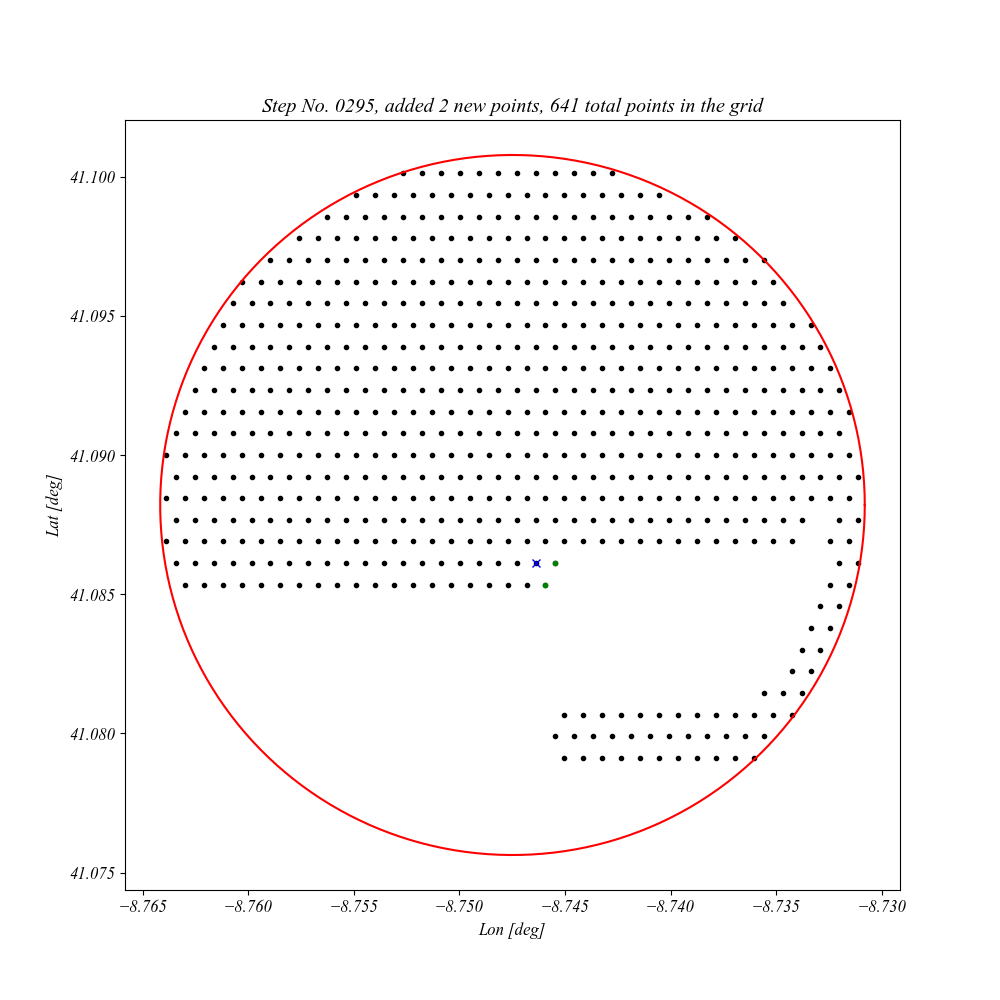 Step No. 0295, added 2 new points, 641 total points in the grid
41.100
41.095
41.090
41.085
41.080
41.075
Lat [deg]
−8.765 −8.760 −8.755 −8.750 −8.745 −8.740 −8.735 −8.730
Lon [deg]